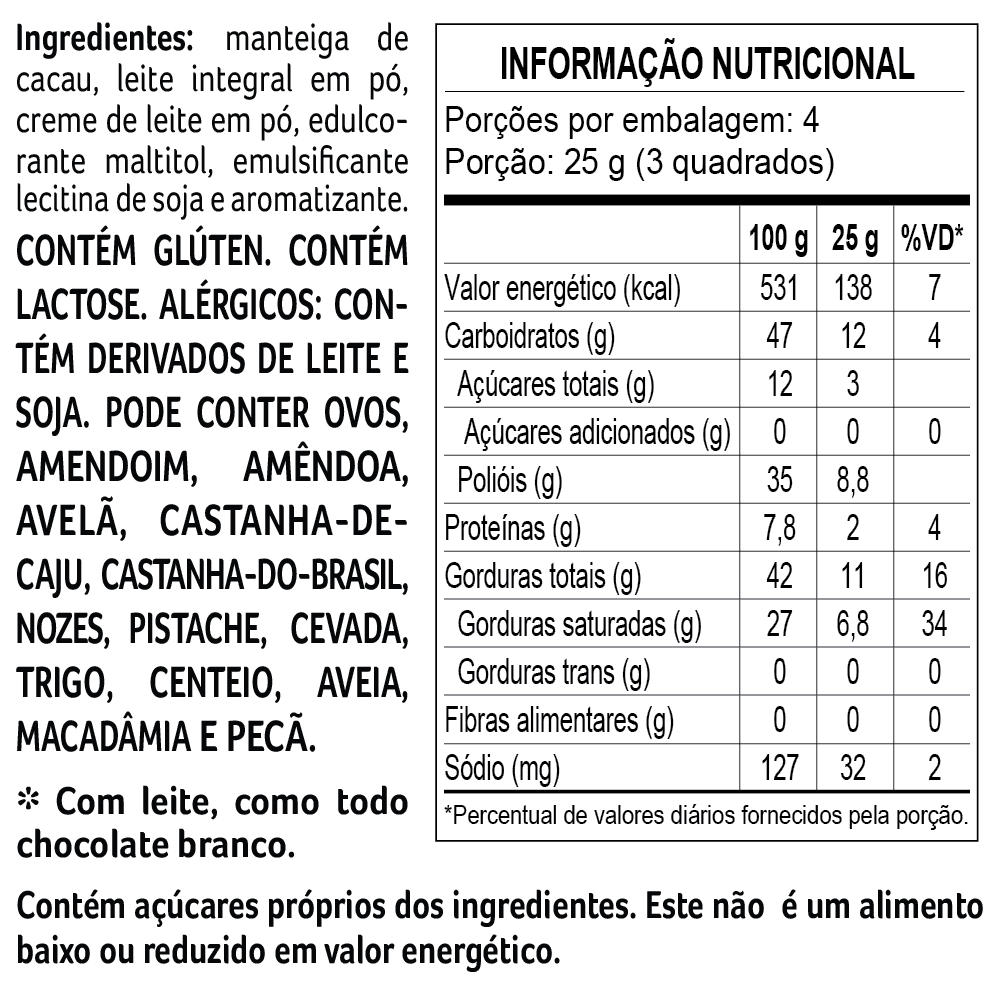 Ingredientes: manteiga de
cacau, leite integral em pó,
creme de leite em pó, edulco-
rante maltitol, emulsificante
lecitina de soja e aromatizante.
CONTÉM GLÚTEN. CONTÉM
LACTOSE. ALÉRGICOS: CON-
TÉM DERIVADOS DE LEITE E
SOJA. PODE CONTER OVOS,
AMENDOIM, AMÊNDOA,
AVELÃ, CASTANHA-DE-
CAJU, CASTANHA-DO-BRASIL,
NOZES, PISTACHE, CEVADA,
TRIGO, CENTEIO, AVEIA,
MACADÂMIA E PECÃ.
* Com leite, como todo
chocolate branco.
INFORMAÇÃO NUTRICIONAL
Porções por embalagem: 4
Porção: 25 g (3 quadrados)
100 g 25 g %VD*
Valor energético (kcal) 531 138 7
Carboidratos (g) 47 12 4
Açúcares totais (g) 12 3
Açúcares adicionados (g) 0 0 0
Polióis (g) 35 8,8
Proteínas (g) 7,8 2 4
Gorduras totais (g) 42 11 16
Gorduras saturadas (g) 27 6,8 34
Gorduras trans (g) 0 0 0
Fibras alimentares (g) 0 0 0
Sódio (mg) 127 32 2
*Percentual de valores diários fornecidos pela porção.
Contém açúcares próprios dos ingredientes. Este não é um alimento
baixo ou reduzido em valor energético.